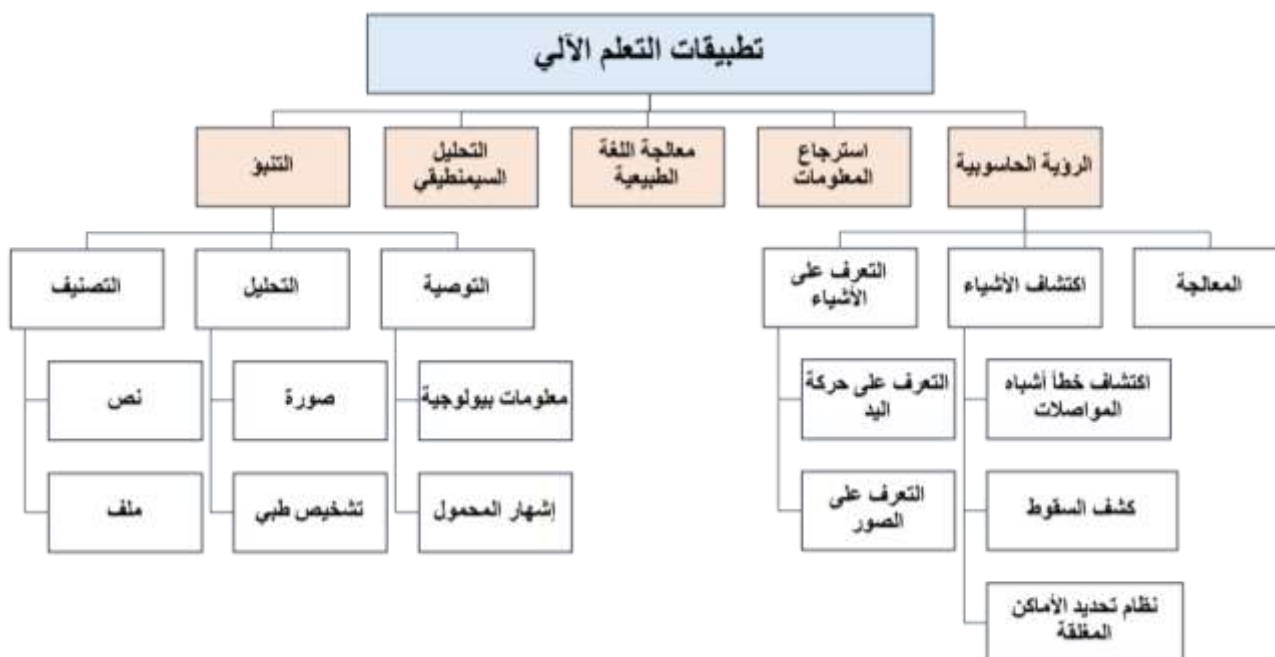 تطبيقات التعلم الآلي
الرؤية الحاسوبية
استرجاع
المعلومات
معالجة اللغة
الطبيعية
التحليل
السيمنطيقي
التنبؤ
المعالجة
اكتشاف الأشياء
التعرف على
الأشياء
التوصية
التحليل
التصنيف
اكتشاف خطأ أشباه
المواصلات
التعرف على حركة
اليد
معلومات بيولوجية
صورة
نص
كشف السقوط
التعرف على
الصور
إشهار المحمول
تشخيص طبي
ملف
نظام تحديد الأماكن
المغلقة